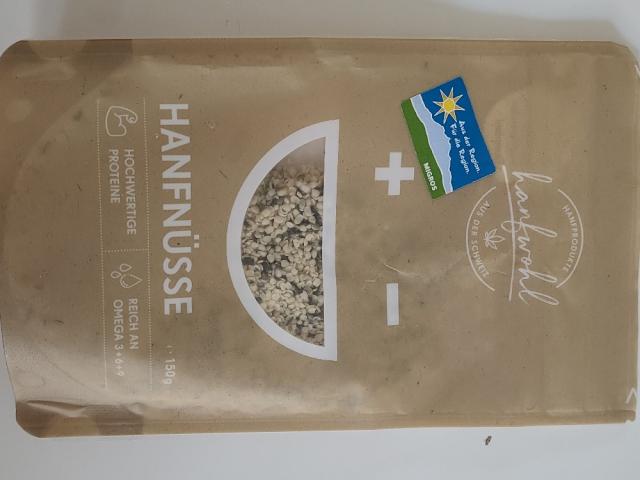 HANFPRODUKTE
hanfwohl
AUS DER SCHWEIZ
Aus der Region.
Für die Region.
MIGROS
+
-
HANFNÜSSE
150g
HOCHWERTIGE
PROTEINE
REICH AN
OMEGA 3+6+9